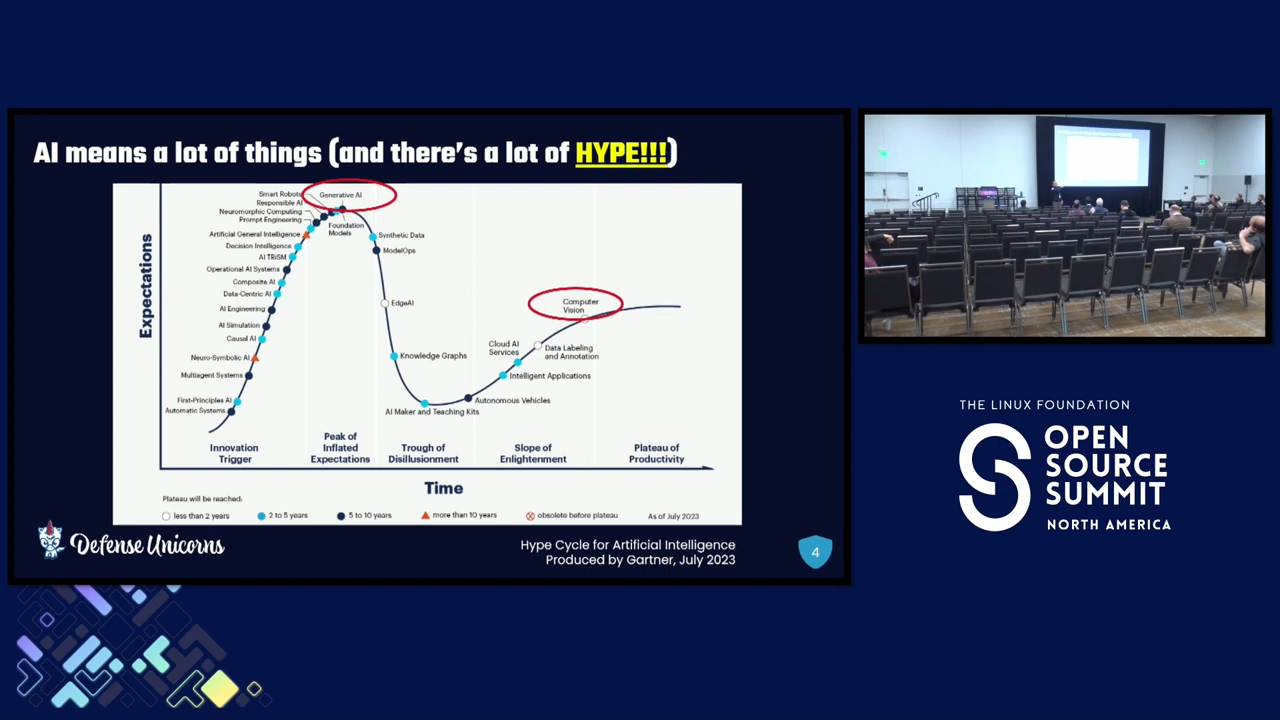 AI means a lot of things (and there's a lot of HYPE!!!)
Expectations
Smart Robots
Responsible AI
Neuromorphic Computing
Prompt Engineering
Artificial General Intelligence
Decision Intelligence
AI TRiSM
Operational AI Systems
Composite AI
Data-Centric AI
AI Engineering
AI Simulation
Causal AI
Neuro-Symbolic AI
Multiagent Systems
First-Principles AI
Automatic Systems
Generative AI
Foundation
Models
Synthetic Data
ModelOps
EdgeAI
Knowledge Graphs
AI Maker and Teaching Kits
Autonomous Vehicles
Intelligent Applications
Cloud AI
Services
Data Labeling
and Annotation
Computer
Vision
Innovation
Trigger
Peak of
Inflated
Expectations
Trough of
Disillusionment
Slope of
Enlightenment
Plateau of
Productivity
Time
Plateau will be reached:
less than 2 years
2 to 5 years
5 to 10 years
more than 10 years
obsolete before plateau
As of July 2023
Defense Unicorns
Hype Cycle for Artificial Intelligence
Produced by Gartner, July 2023
4
THE LINUX FOUNDATION
OPEN
SOURCE
SUMMIT
NORTH AMERICA